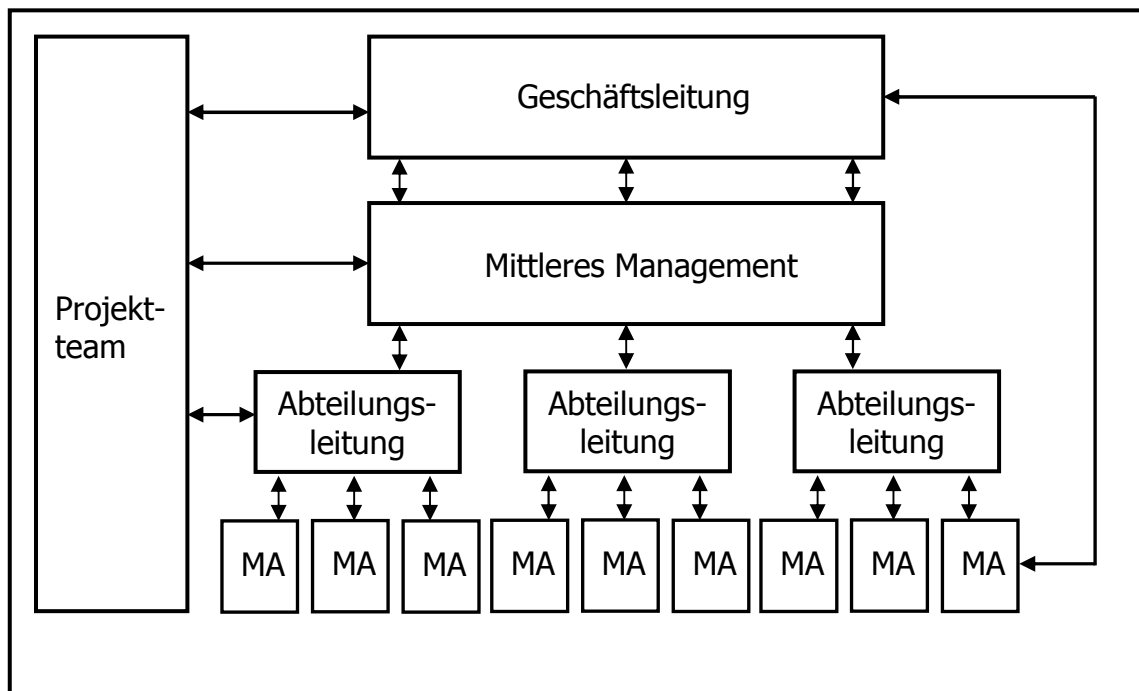 Geschäftsleitung
Mittleres Management
Projekt-
team
Abteilungs-
leitung
Abteilungs-
leitung
Abteilungs-
leitung
MA
MA
MA
MA
MA
MA
MA
MA
MA